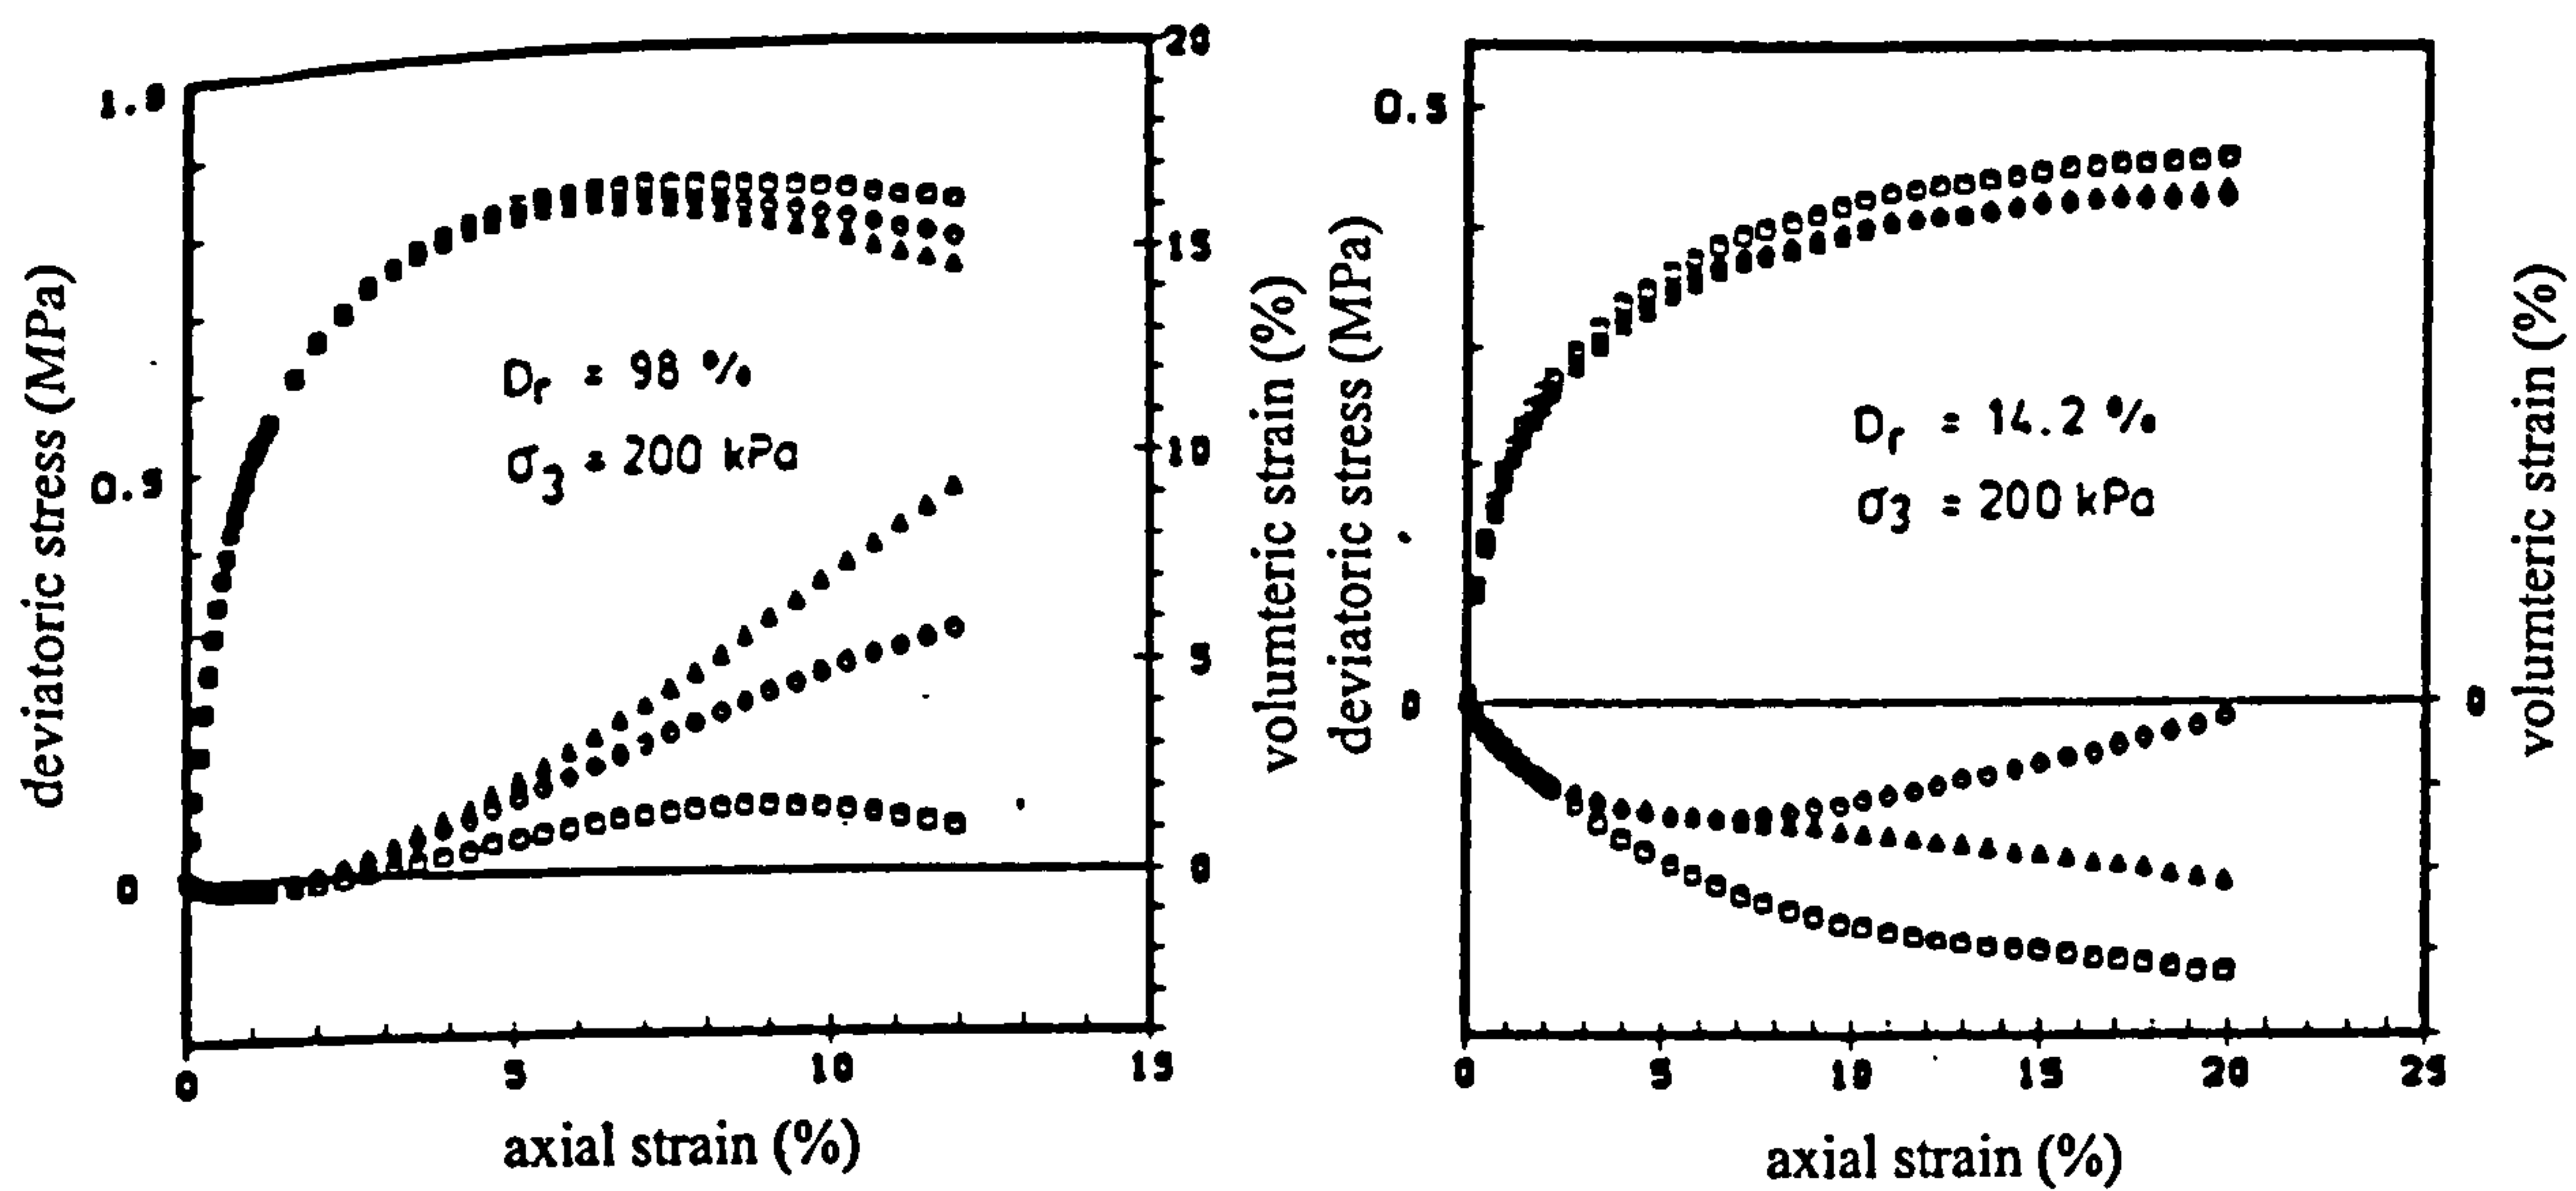 deviatoric stress (MPa)
1.0
0.5
0
Dr = 98 %
σ3 = 200 kPa
20
15
10
5
0
volumteric strain (%)
0
5
10
15
axial strain (%)
deviatoric stress (MPa)
0.5
0
Dr = 14.2 %
σ3 = 200 kPa
0
volumteric strain (%)
0
5
10
15
20
25
axial strain (%)